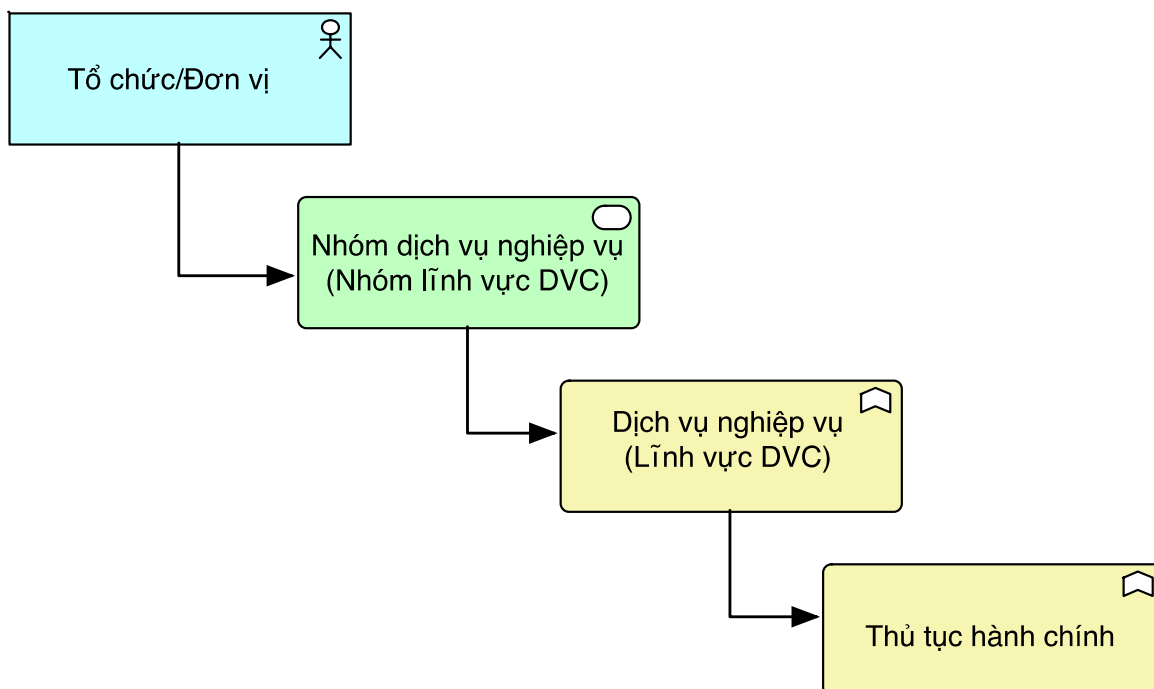 Tổ chức/Đơn vị
Nhóm dịch vụ nghiệp vụ
(Nhóm lĩnh vực DVC)
Dịch vụ nghiệp vụ
(Lĩnh vực DVC)
Thủ tục hành chính